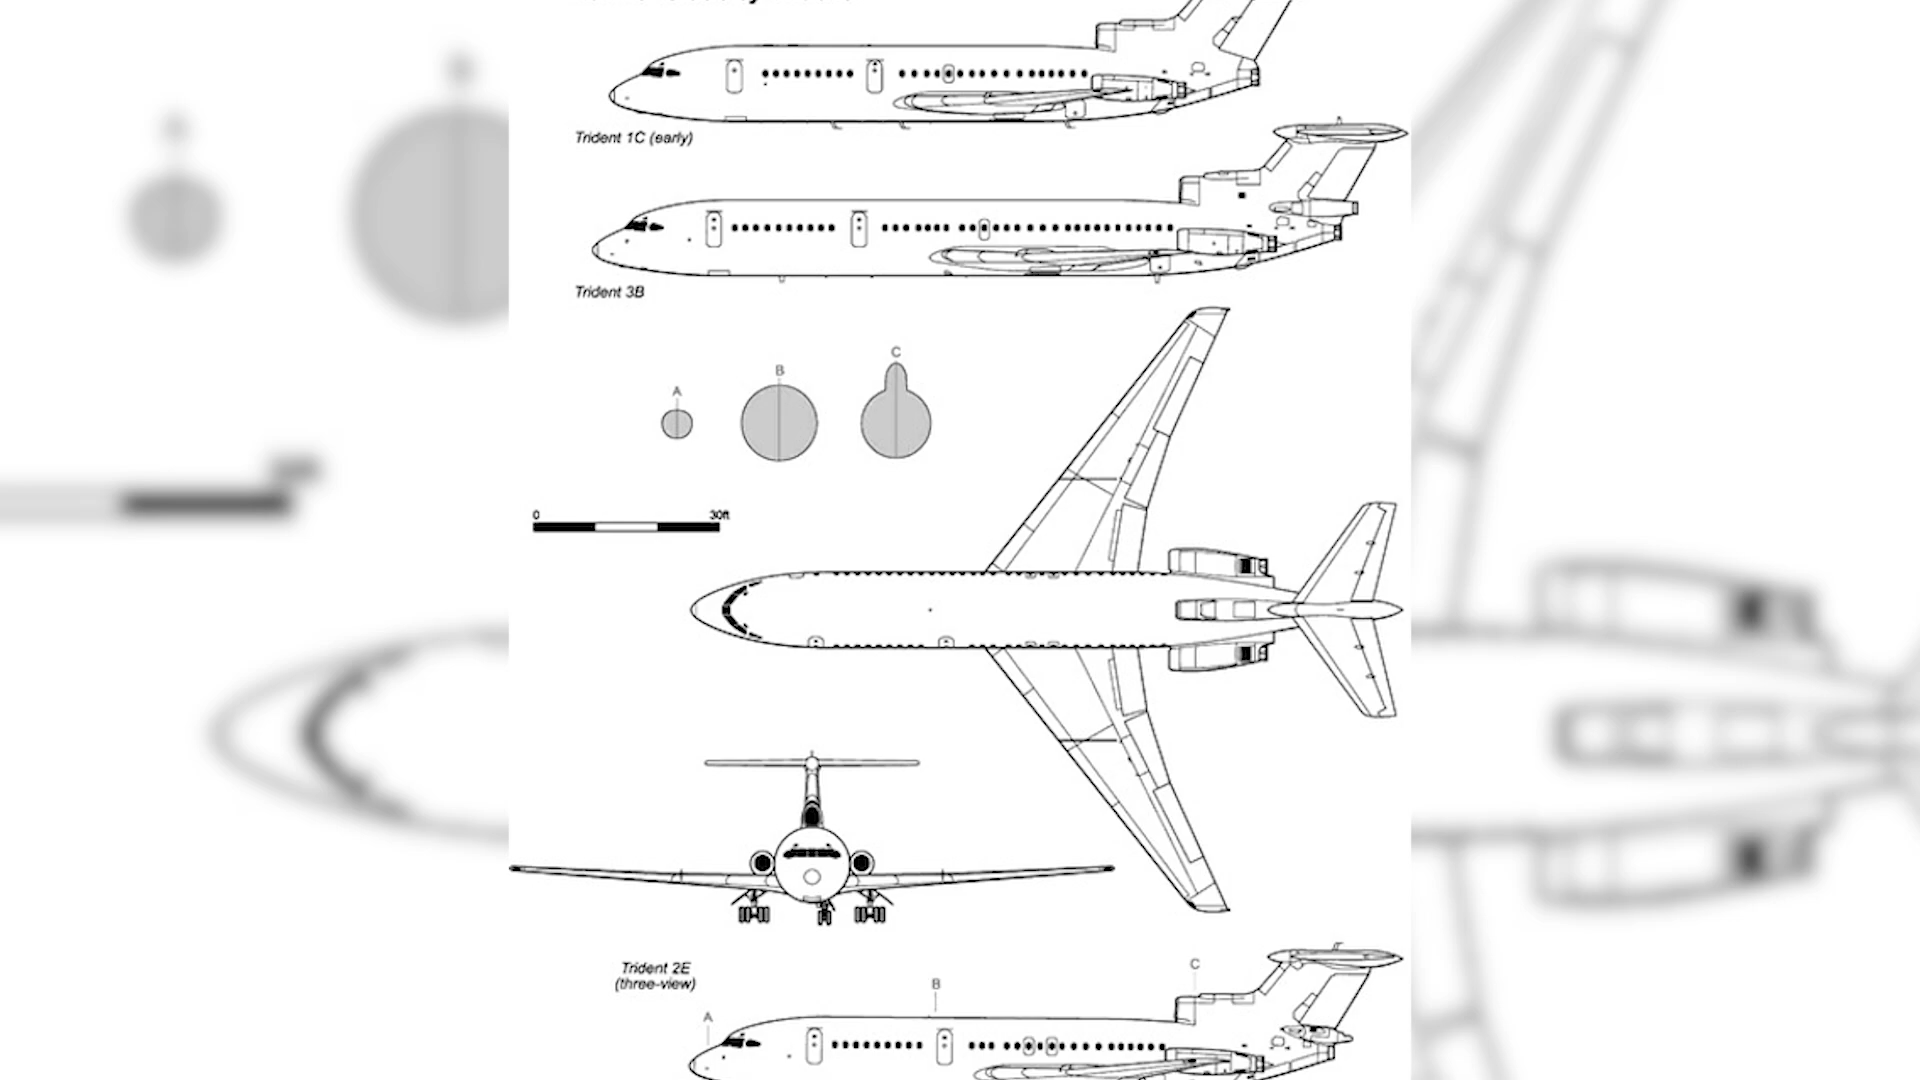 Trident 1C (early)
Trident 3B
A
B
C
0
30ft
Trident 2E
(three-view)
A
B
C